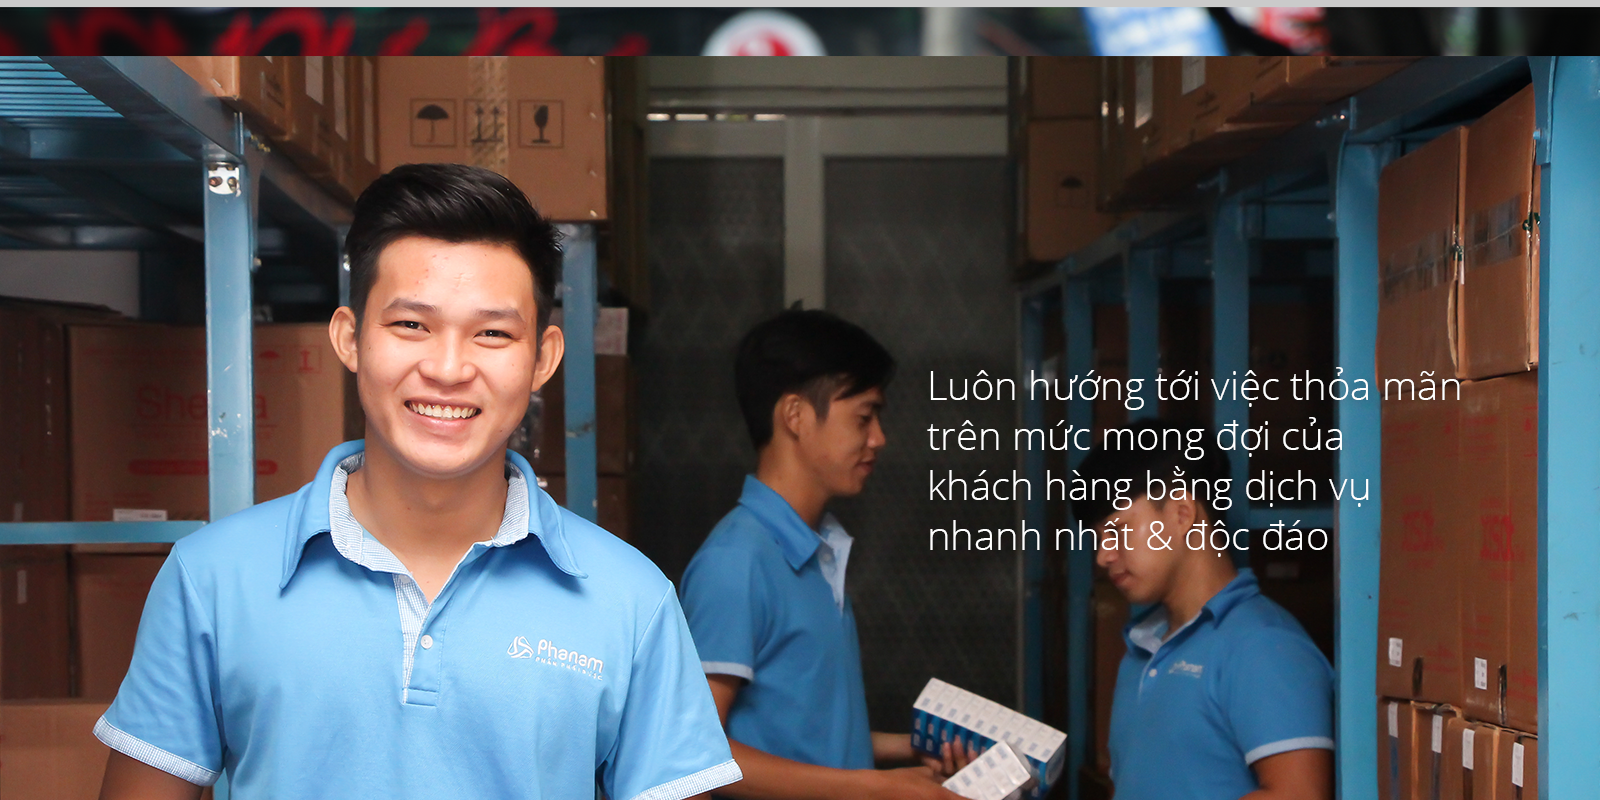 Luôn hướng tới việc thỏa mãn
trên mức mong đợi của
khách hàng bằng dịch vụ
nhanh nhất & độc đáo
Phanam
Phanam